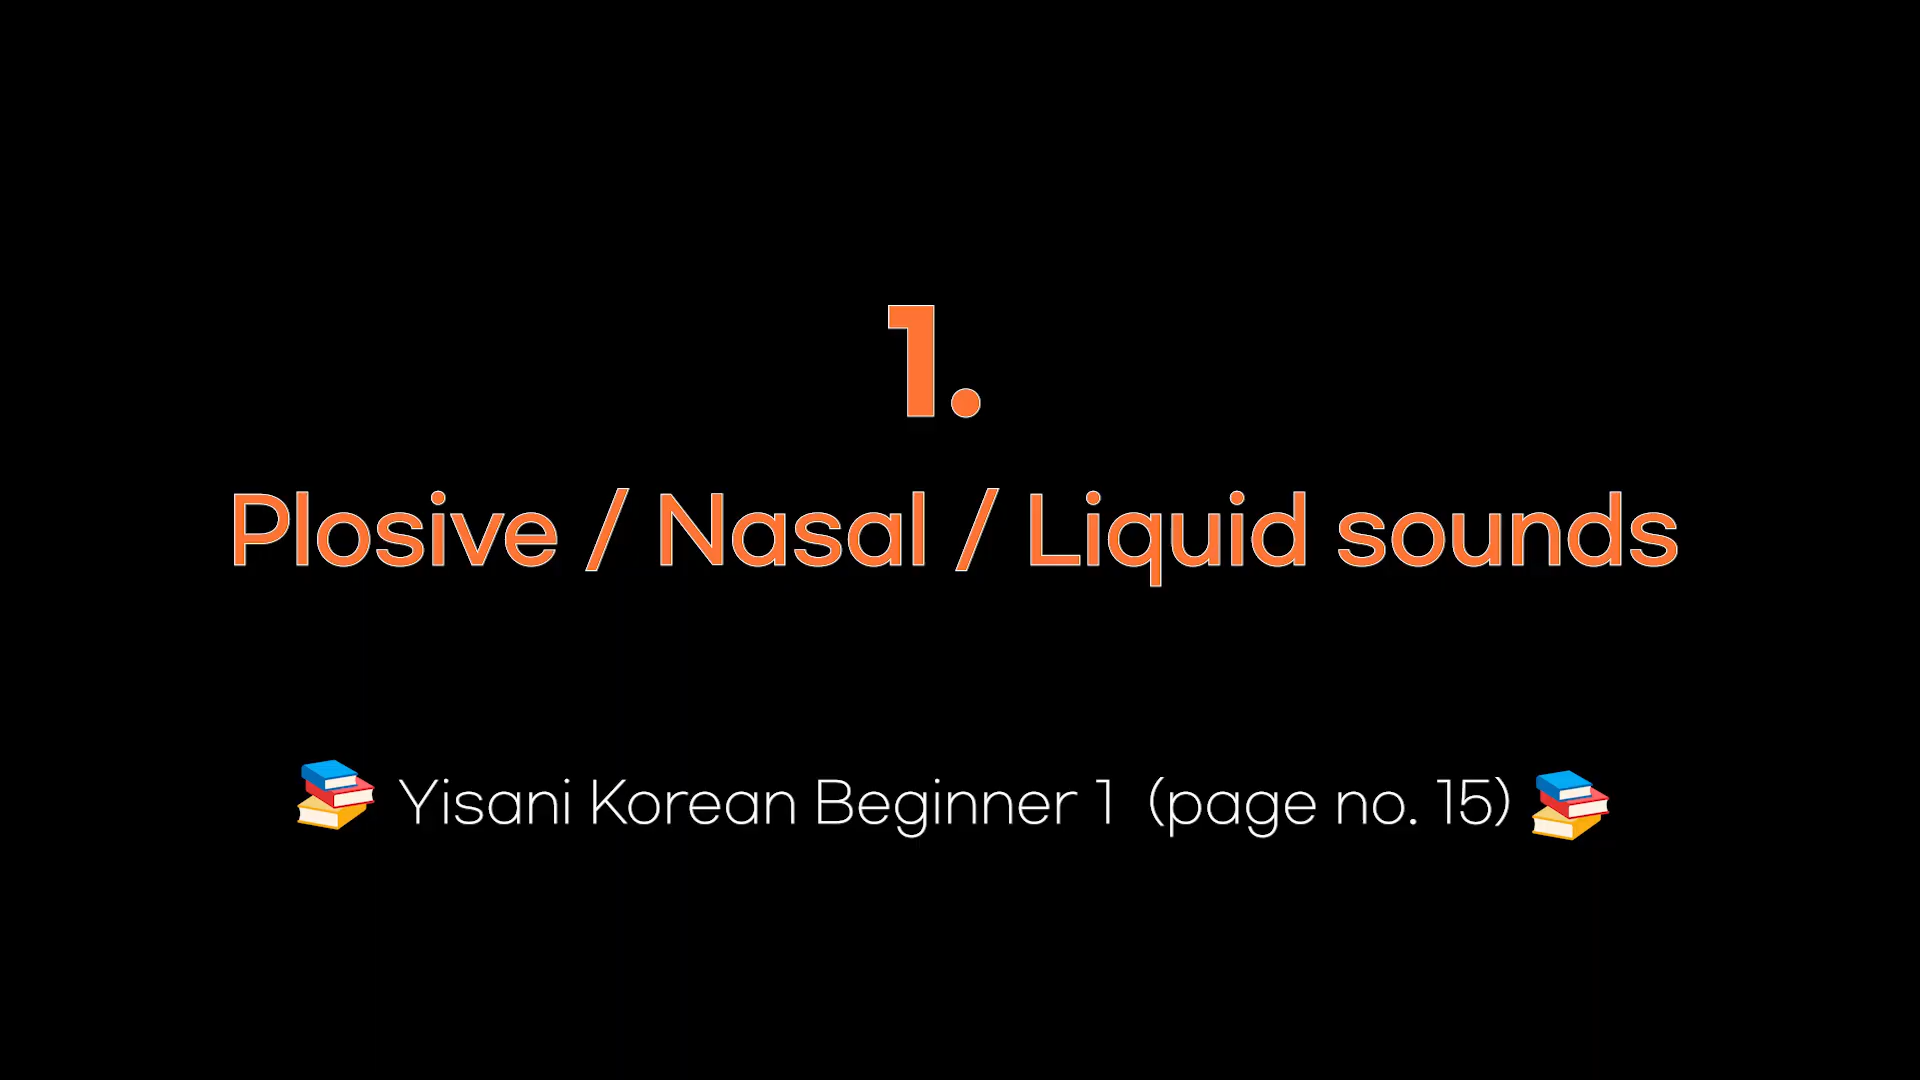 1.
Plosive / Nasal / Liquid sounds
Yisani Korean Beginner 1 (page no. 15)